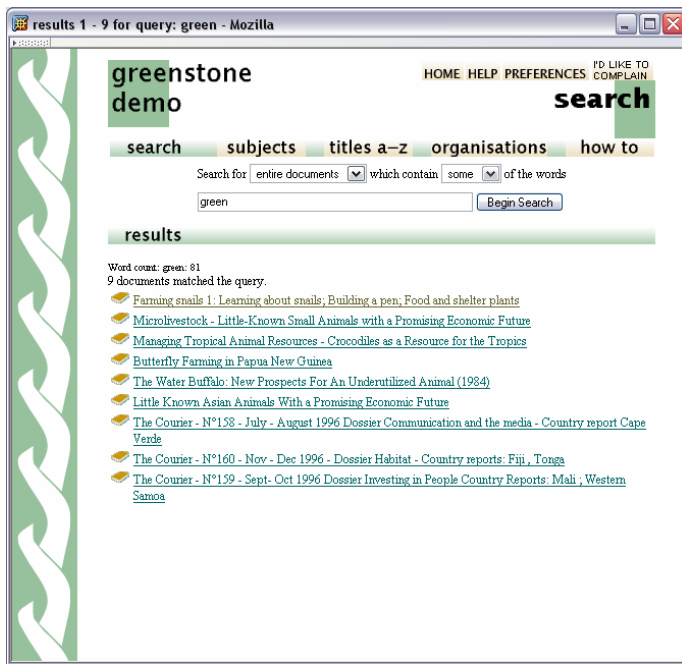 results 1 - 9 for query: green - Mozilla
greenstone
demo
HOME HELP PREFERENCES I'D LIKE TO
COMPLAIN
search
search subjects titles a–z organisations how to
Search for entire documents which contain some of the words
green Begin Search
results
Word count: green: 81
9 documents matched the query.
Farming snails 1: Learning about snails; Building a pen; Food and shelter plants
Microlivestock - Little-Known Small Animals with a Promising Economic Future
Managing Tropical Animal Resources - Crocodiles as a Resource for the Tropics
Butterfly Farming in Papua New Guinea
The Water Buffalo: New Prospects For An Underutilized Animal (1984)
Little Known Asian Animals With a Promising Economic Future
The Courier - N°158 - July - August 1996 Dossier Communication and the media - Country report Cape
Verde
The Courier - N°160 - Nov - Dec 1996 - Dossier Habitat - Country reports: Fiji , Tonga
The Courier - N°159 - Sept- Oct 1996 Dossier Investing in People Country Reports: Mali ; Western
Samoa